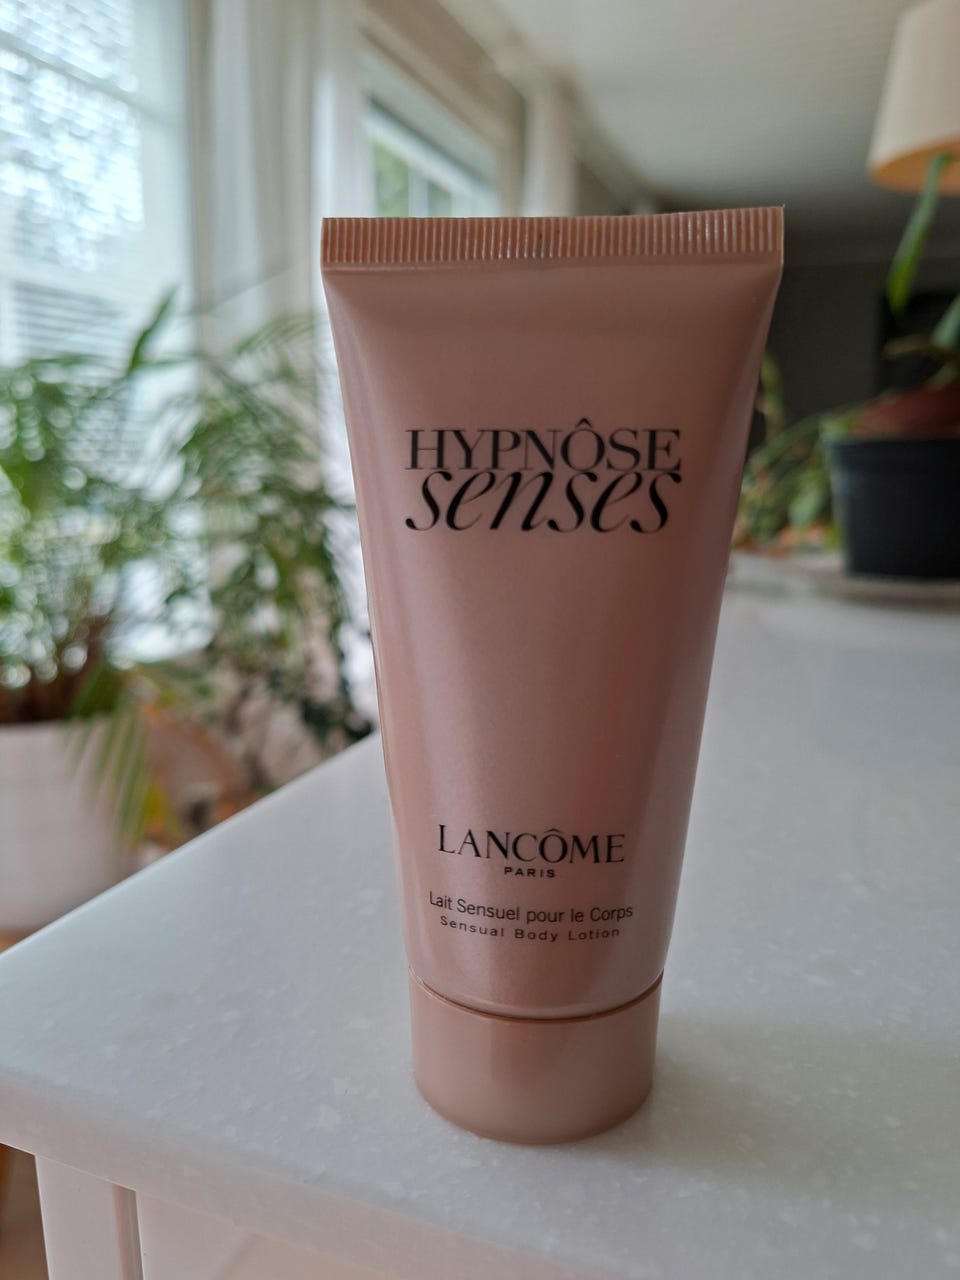 HYPNÔSE
senses
LANCÔME
PARIS
Lait Sensuel pour le Corps
Sensual Body Lotion